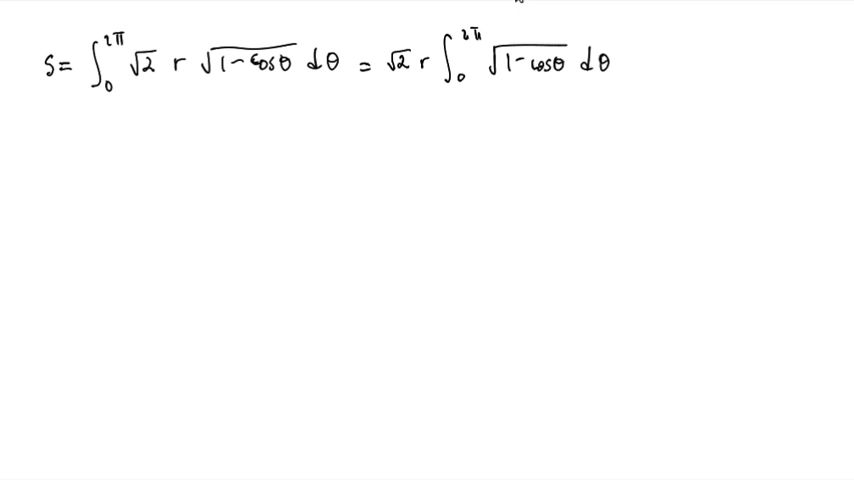 S = ∫₀^{2π} √2 r √(1 - cosθ) dθ = √2 r ∫₀^{2π} √(1 - cosθ) dθ